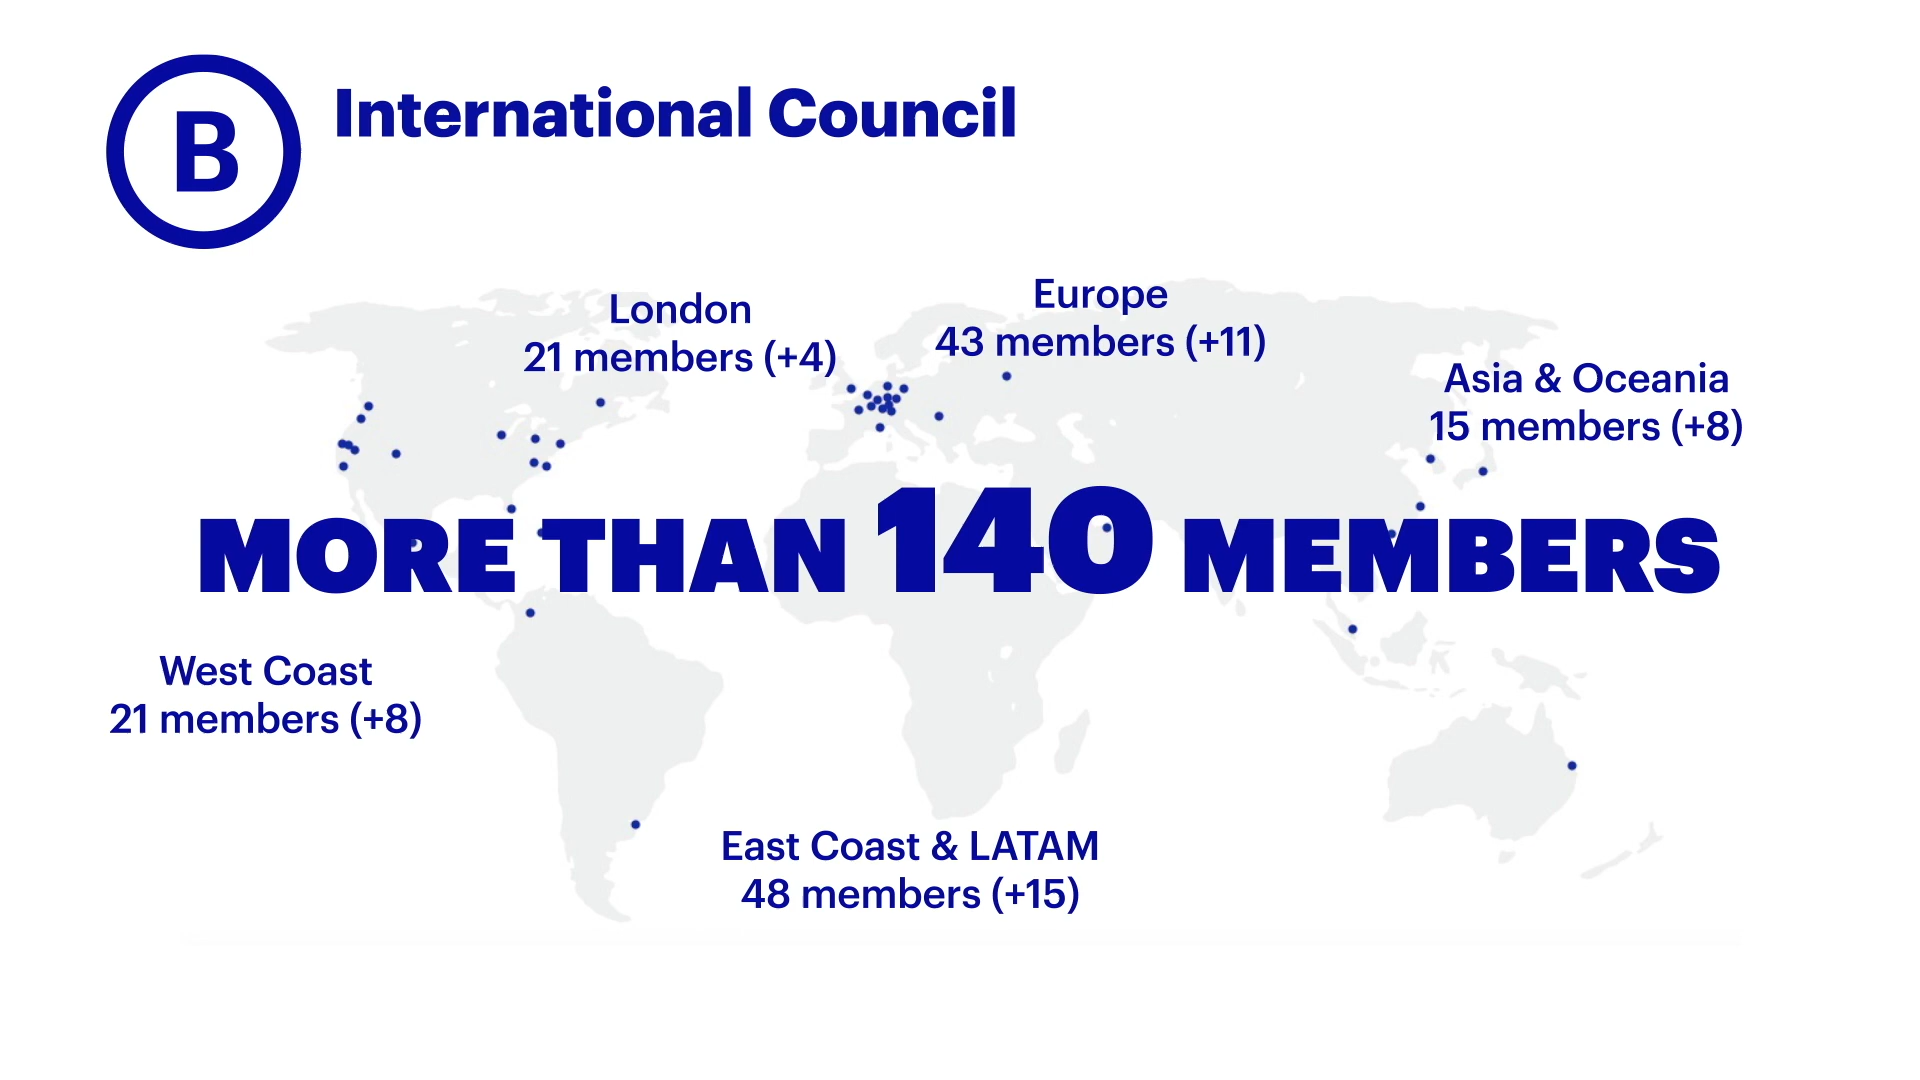 B
International Council
London
21 members (+4)
Europe
43 members (+11)
Asia & Oceania
15 members (+8)
MORE THAN 140 MEMBERS
West Coast
21 members (+8)
East Coast & LATAM
48 members (+15)